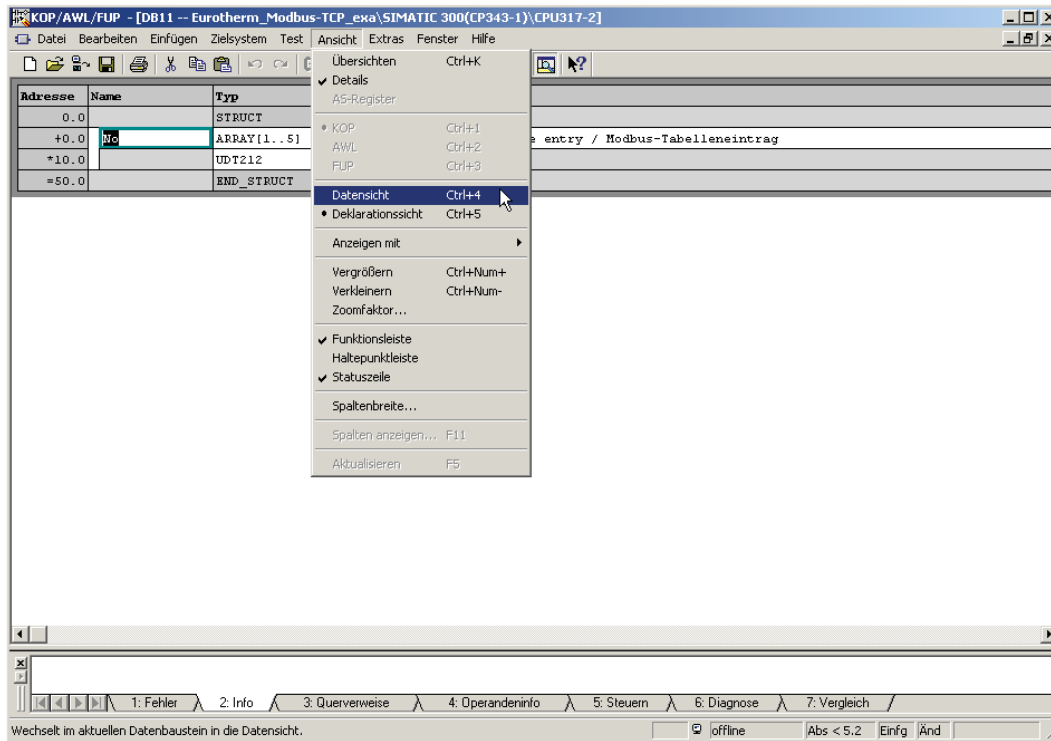 KOP/AWL/FUP - [DB11 -- Eurotherm_Modbus-TCP_exa\SIMATIC 300(CP343-1)\CPU317-2]
Datei Bearbeiten Einfügen Zielsystem Test Ansicht Extras Fenster Hilfe
Adresse Name Typ
0.0 STRUCT
+0.0 No ARRAY[1..5] entry / Modbus-Tabelleneintrag
*10.0 UDT212
=50.0 END_STRUCT
Übersichten Ctrl+K
Details
AS-Register
KOP Ctrl+1
AWL Ctrl+2
FUP Ctrl+3
Datensicht Ctrl+4
Deklarationssicht Ctrl+5
Anzeigen mit
Vergrößern Ctrl+Num+
Verkleinern Ctrl+Num-
Zoomfaktor...
Funktionsleiste
Haltepunktleiste
Statuszeile
Spaltenbreite...
Spalten anzeigen... F11
Aktualisieren F5
1: Fehler 2: Info 3: Querverweise 4: Operandeninfo 5: Steuern 6: Diagnose 7: Vergleich
Wechselt im aktuellen Datenbaustein in die Datensicht. offline Abs < 5.2 Einfg Änd